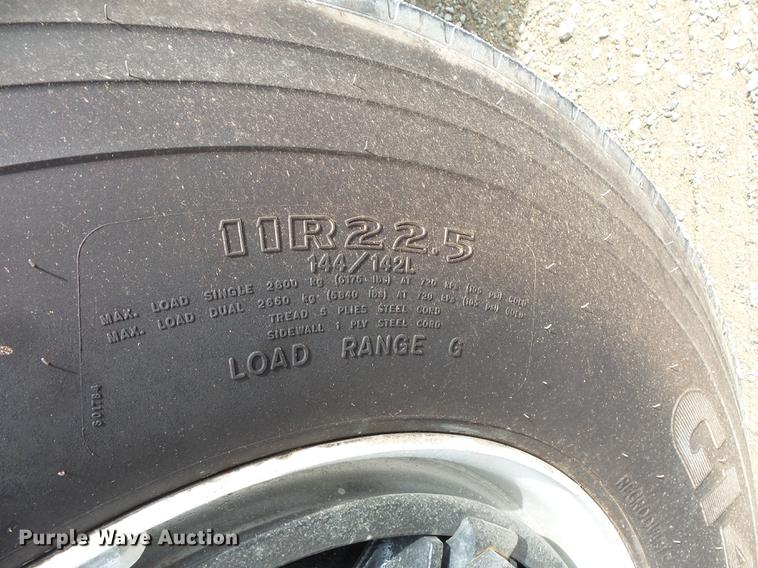 11R22.5
144/142L
MAX. LOAD SINGLE 2800 kg (6175 lbs) AT 720 kPa (105 psi) COLD
MAX. LOAD DUAL 2650 kg (5840 lbs) AT 720 kPa (105 psi) COLD
TREAD 5 PLIES STEEL CORD
SIDEWALL 1 PLY STEEL CORD
LOAD RANGE G
Purple Wave Auction